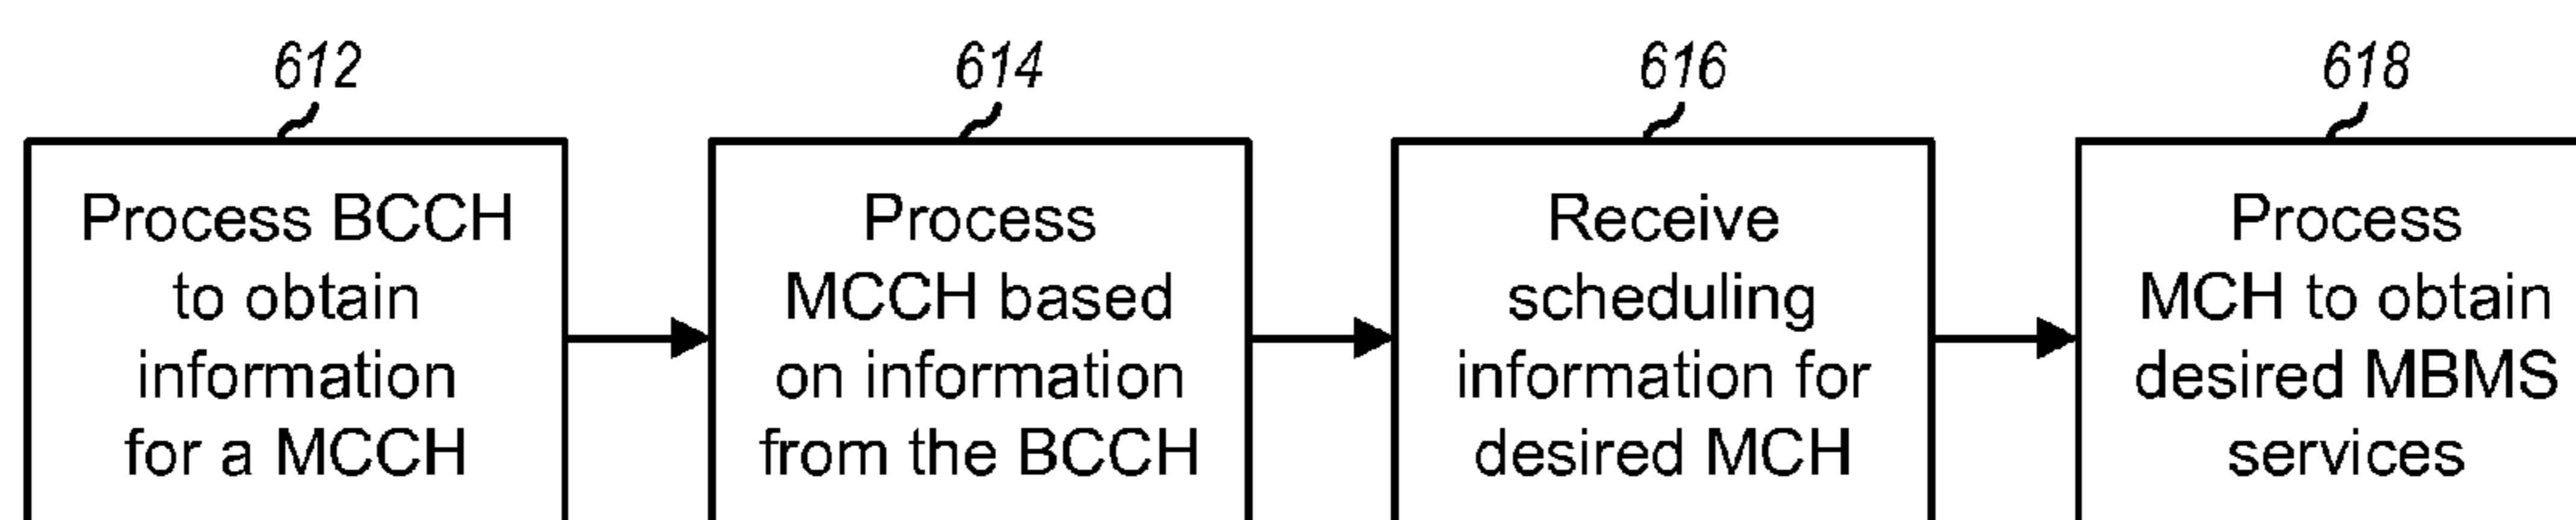 612
Process BCCH
to obtain
information
for a MCCH
614
Process
MCCH based
on information
from the BCCH
616
Receive
scheduling
information for
desired MCH
618
Process
MCH to obtain
desired MBMS
services